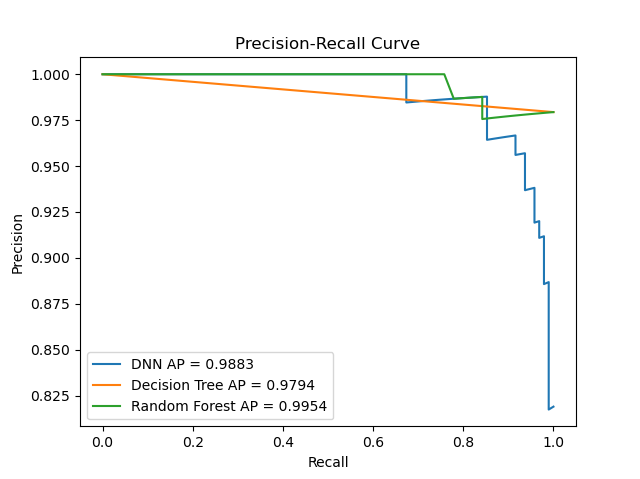 Precision-Recall Curve
1.000
0.975
0.950
0.925
0.900
0.875
0.850
0.825
Precision
DNN AP = 0.9883
Decision Tree AP = 0.9794
Random Forest AP = 0.9954
0.0 0.2 0.4 0.6 0.8 1.0
Recall